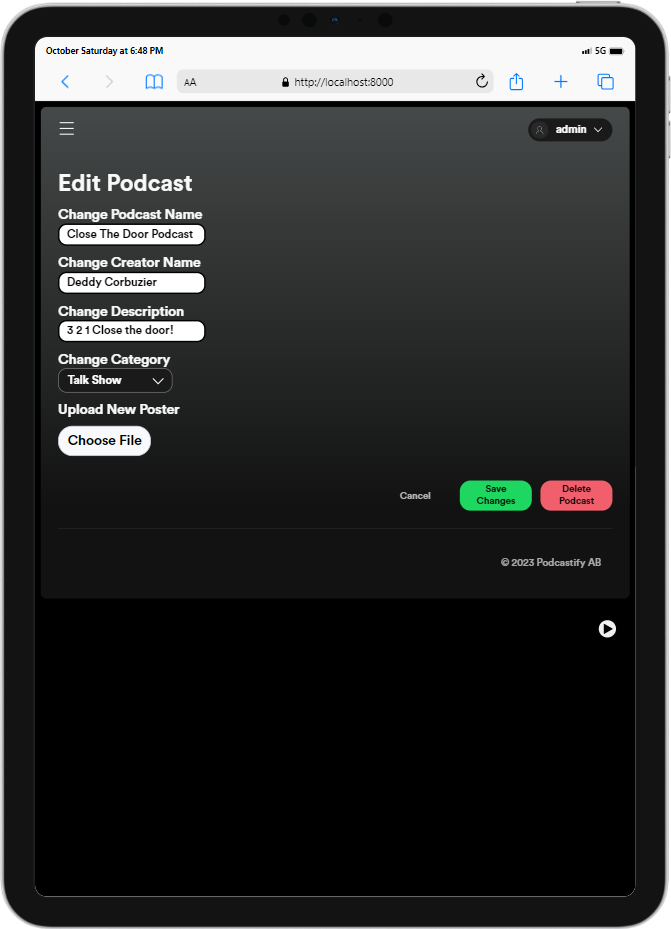 October Saturday at 6:48 PM
5G
AA
http://localhost:8000
admin
Edit Podcast
Change Podcast Name
Close The Door Podcast
Change Creator Name
Deddy Corbuzier
Change Description
3 2 1 Close the door!
Change Category
Talk Show
Upload New Poster
Choose File
Cancel
Save
Changes
Delete
Podcast
© 2023 Podcastify AB